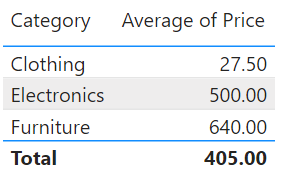 Category Average of Price
Clothing 27.50
Electronics 500.00
Furniture 640.00
Total 405.00